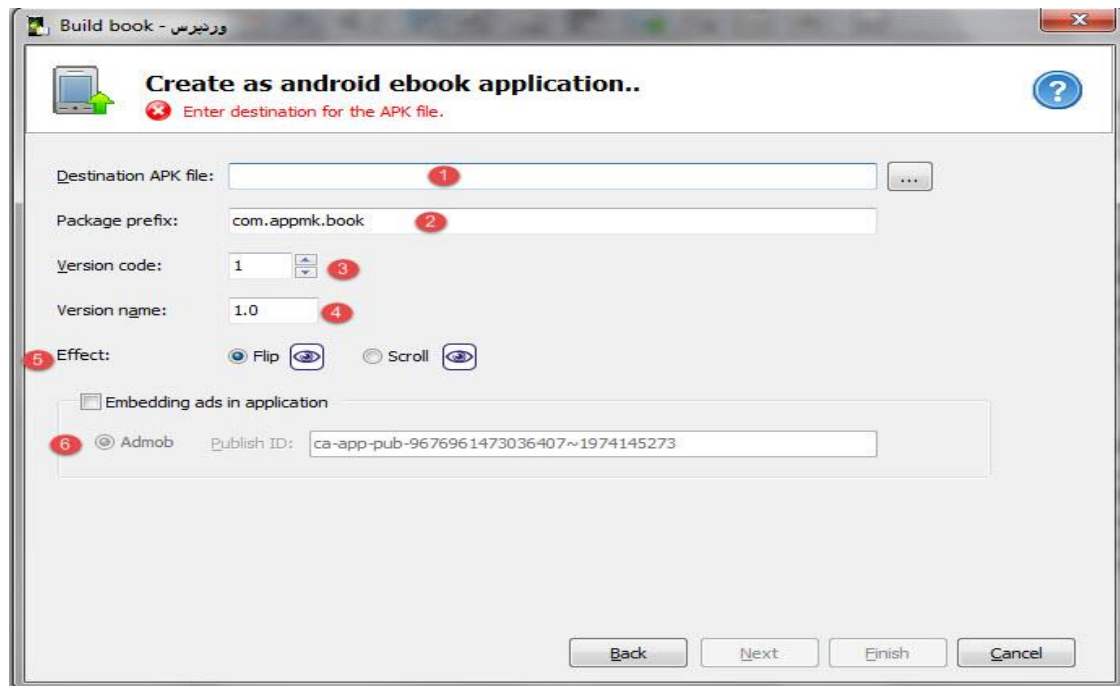 Build book - وردپرس
Create as android ebook application..
Enter destination for the APK file.
Destination APK file: 1 ...
Package prefix: com.appmk.book 2
Version code: 1 3
Version name: 1.0 4
5 Effect: Flip Scroll
Embedding ads in application
6 Admob Publish ID: ca-app-pub-9676961473036407~1974145273
Back Next Finish Cancel